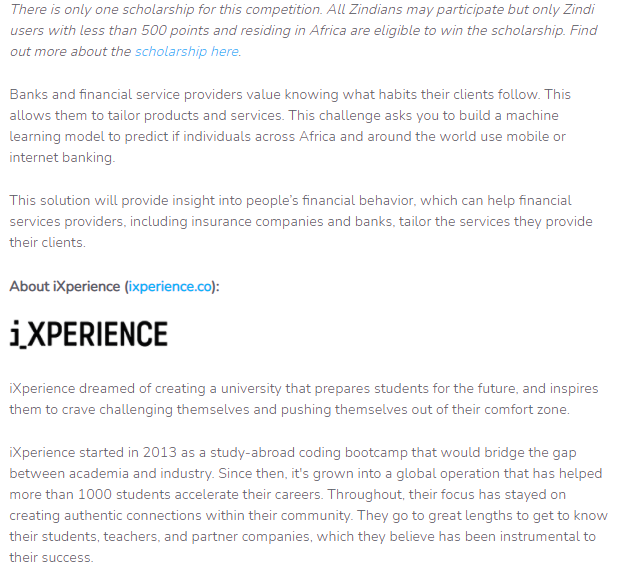 There is only one scholarship for this competition. All Zindians may participate but only Zindi
users with less than 500 points and residing in Africa are eligible to win the scholarship. Find
out more about the scholarship here.
Banks and financial service providers value knowing what habits their clients follow. This
allows them to tailor products and services. This challenge asks you to build a machine
learning model to predict if individuals across Africa and around the world use mobile or
internet banking.
This solution will provide insight into people's financial behavior, which can help financial
services providers, including insurance companies and banks, tailor the services they provide
their clients.
About iXperience (ixperience.co):
i_XPERIENCE
iXperience dreamed of creating a university that prepares students for the future, and inspires
them to crave challenging themselves and pushing themselves out of their comfort zone.
iXperience started in 2013 as a study-abroad coding bootcamp that would bridge the gap
between academia and industry. Since then, it's grown into a global operation that has helped
more than 1000 students accelerate their careers. Throughout, their focus has stayed on
creating authentic connections within their community. They go to great lengths to get to know
their students, teachers, and partner companies, which they believe has been instrumental to
their success.